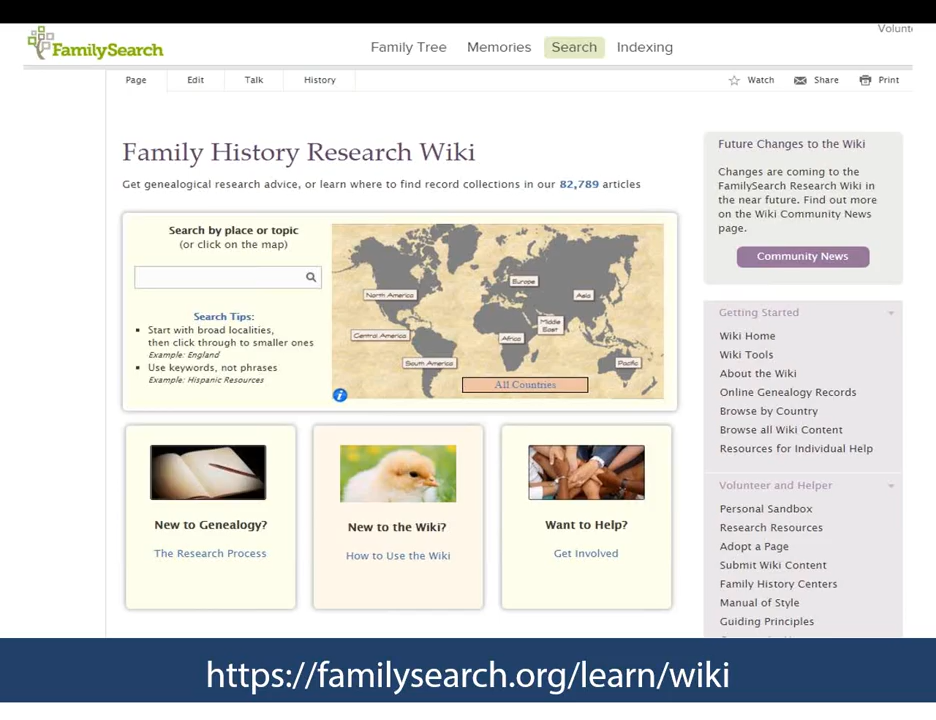 Volunt
FamilySearch
Family Tree Memories Search Indexing
Page Edit Talk History
Watch Share Print
Family History Research Wiki
Get genealogical research advice, or learn where to find record collections in our 82,789 articles
Search by place or topic
(or click on the map)
Search Tips:
Start with broad localities,
then click through to smaller ones
Example: England
Use keywords, not phrases
Example: Hispanic Resources
North America
Europe
Asia
Central America
Middle
East
Africa
South America
Pacific
All Countries
New to Genealogy?
The Research Process
New to the Wiki?
How to Use the Wiki
Want to Help?
Get Involved
Future Changes to the Wiki
Changes are coming to the
FamilySearch Research Wiki in
the near future. Find out more
on the Wiki Community News
page.
Community News
Getting Started
Wiki Home
Wiki Tools
About the Wiki
Online Genealogy Records
Browse by Country
Browse all Wiki Content
Resources for Individual Help
Volunteer and Helper
Personal Sandbox
Research Resources
Adopt a Page
Submit Wiki Content
Family History Centers
Manual of Style
Guiding Principles
https://familysearch.org/learn/wiki